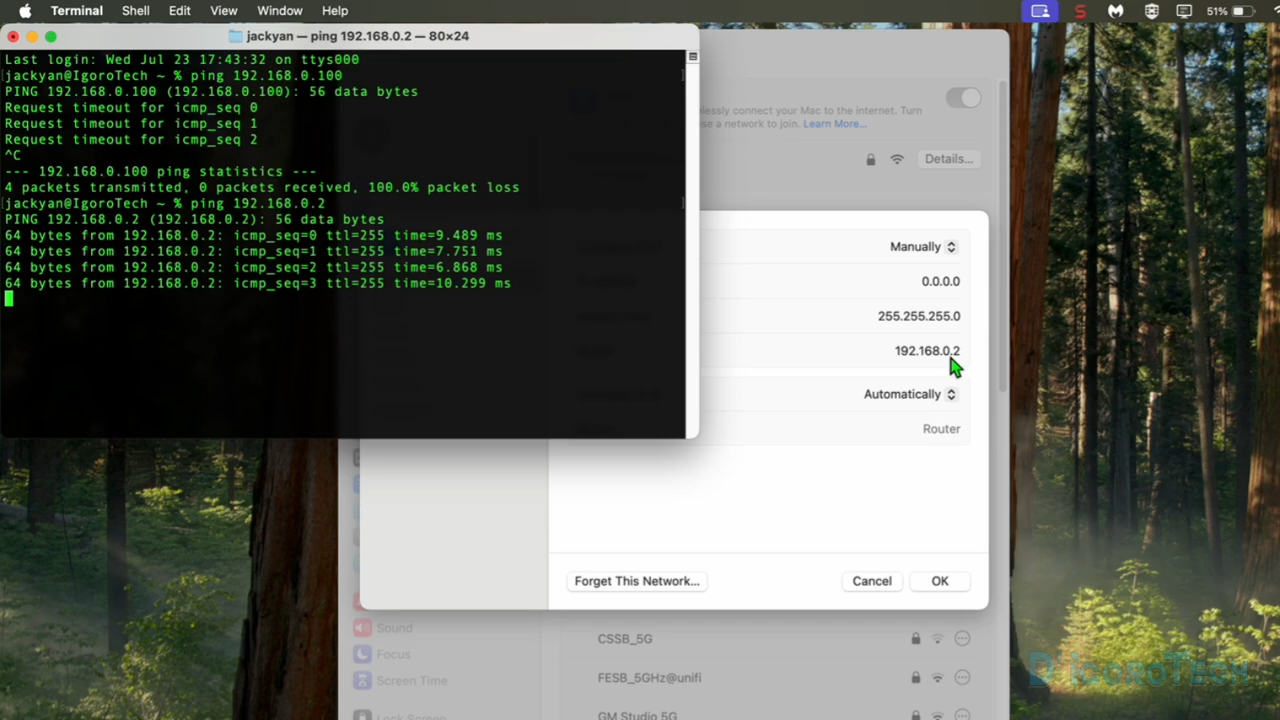 Terminal Shell Edit View Window Help
51%
jackyan — ping 192.168.0.2 — 80×24
Last login: Wed Jul 23 17:43:32 on ttys000
[jackyan@IgoroTech ~ % ping 192.168.0.100 ]
PING 192.168.0.100 (192.168.0.100): 56 data bytes
Request timeout for icmp_seq 0
Request timeout for icmp_seq 1
Request timeout for icmp_seq 2
^C
--- 192.168.0.100 ping statistics ---
4 packets transmitted, 0 packets received, 100.0% packet loss
[jackyan@IgoroTech ~ % ping 192.168.0.2 ]
PING 192.168.0.2 (192.168.0.2): 56 data bytes
64 bytes from 192.168.0.2: icmp_seq=0 ttl=255 time=9.489 ms
64 bytes from 192.168.0.2: icmp_seq=1 ttl=255 time=7.751 ms
64 bytes from 192.168.0.2: icmp_seq=2 ttl=255 time=6.868 ms
64 bytes from 192.168.0.2: icmp_seq=3 ttl=255 time=10.299 ms
to connect your Mac to the internet. Turn
a network to join. Learn More...
Details...
Manually
0.0.0.0
255.255.255.0
192.168.0.2
Automatically
Router
Forget This Network...
Cancel
OK
Sound
Focus
Screen Time
Lock Screen
CSSB_5G
FESB_5GHz@unifi
GM Studio 5G
D'IGOROTECH